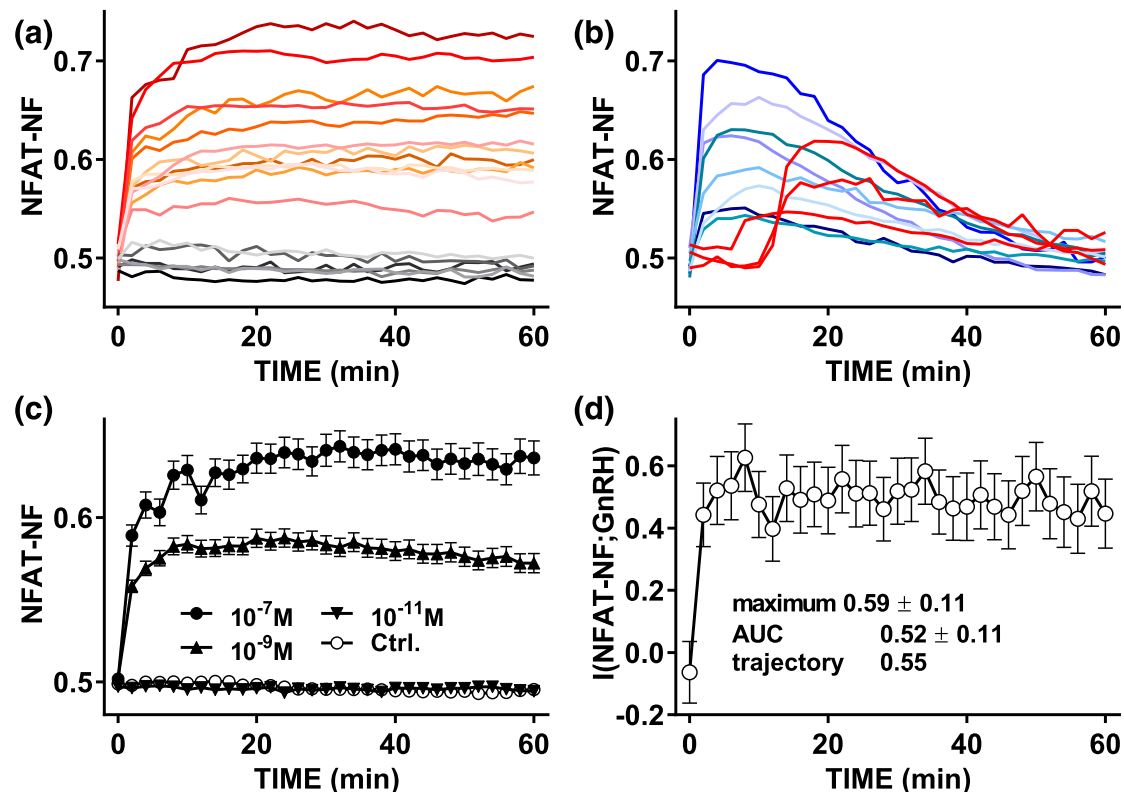 (a)
NFAT-NF
0.7
0.6
0.5
0 20 40 60
TIME (min)
(b)
NFAT-NF
0.7
0.6
0.5
0 20 40 60
TIME (min)
(c)
NFAT-NF
0.6
0.5
10⁻⁷M
10⁻⁹M
10⁻¹¹M
Ctrl.
0 20 40 60
TIME (min)
(d)
I(NFAT-NF;GnRH)
0.6
0.4
0.2
0.0
-0.2
maximum 0.59 ± 0.11
AUC 0.52 ± 0.11
trajectory 0.55
0 20 40 60
TIME (min)